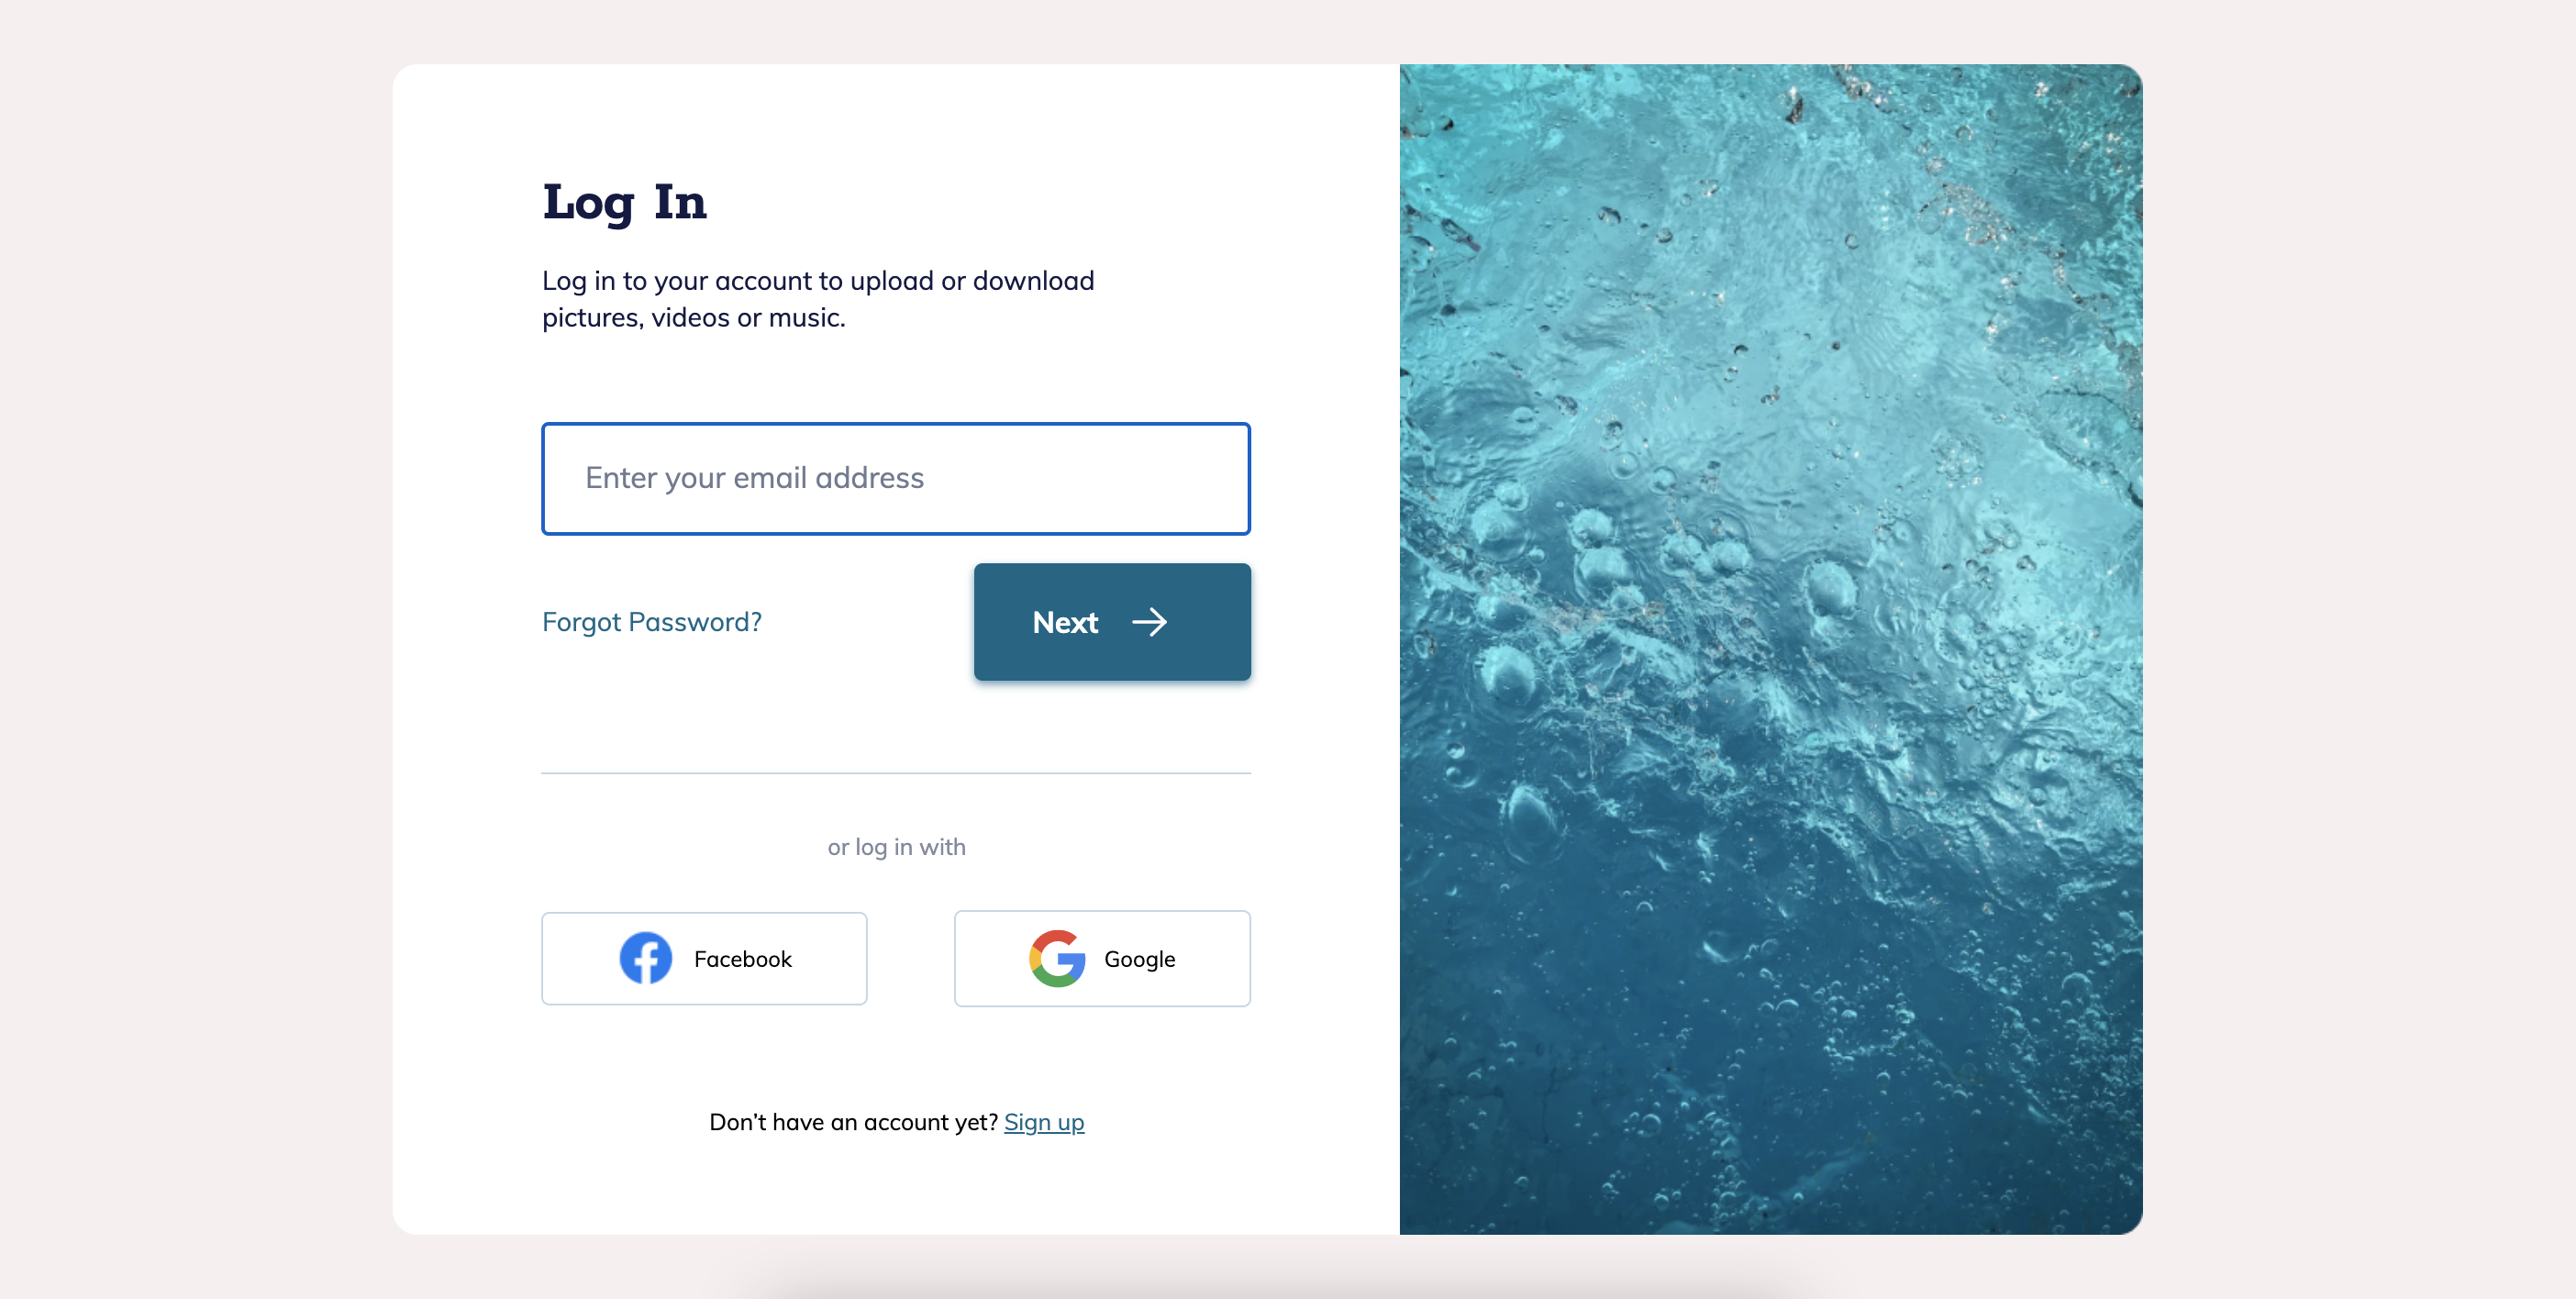 Log In
Log in to your account to upload or download
pictures, videos or music.
Enter your email address
Forgot Password?
Next
or log in with
Facebook
Google
Don’t have an account yet? Sign up